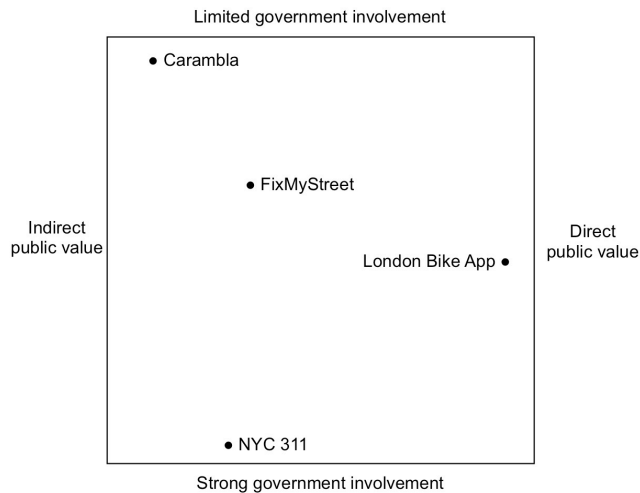 Limited government involvement
Carambla
FixMyStreet
Indirect
public value
Direct
public value
London Bike App
NYC 311
Strong government involvement